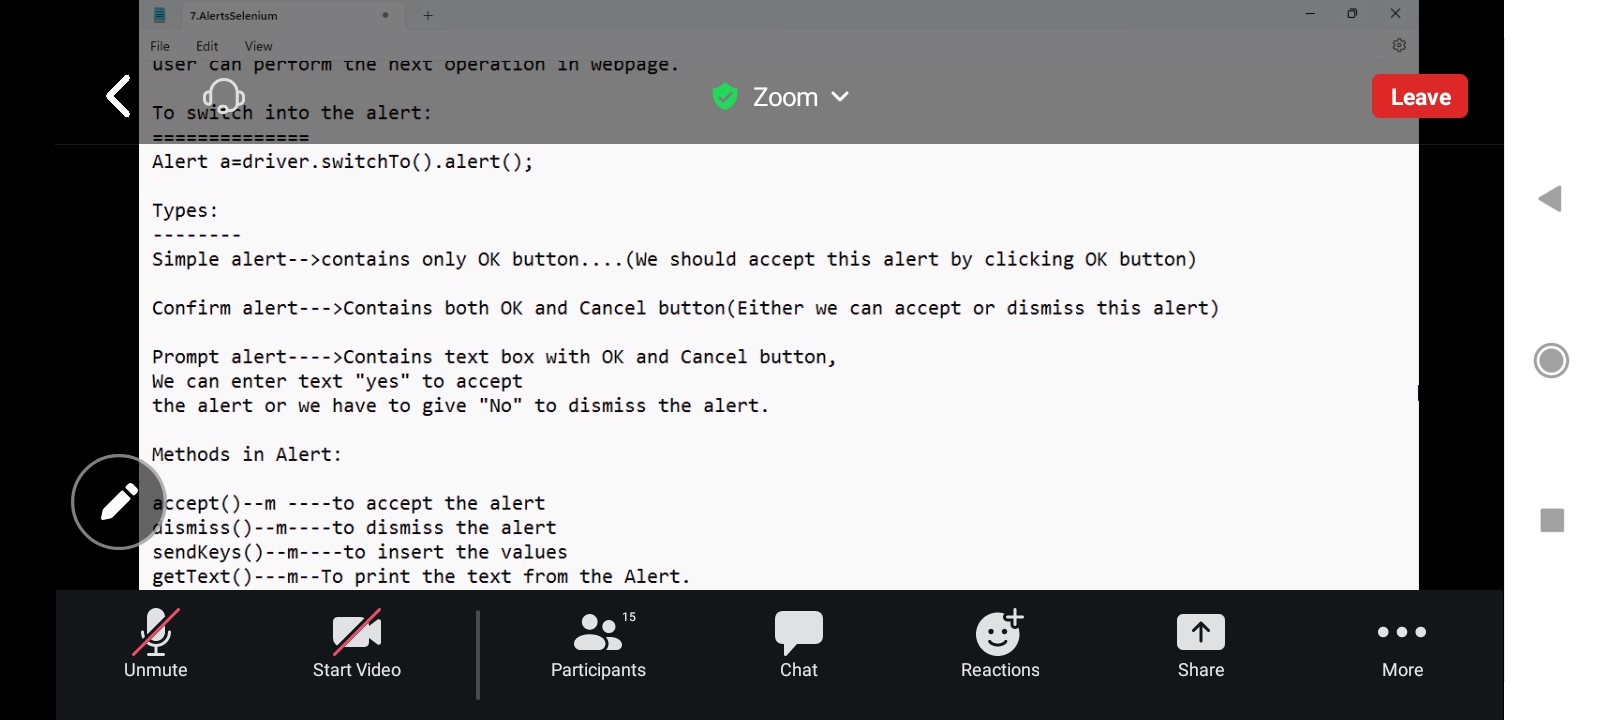 7.AlertsSelenium
File Edit View
user can perform the next operation in webpage.
Zoom
Leave
To switch into the alert:
==============
Alert a=driver.switchTo().alert();
Types:
--------
Simple alert-->contains only OK button....(We should accept this alert by clicking OK button)
Confirm alert--->Contains both OK and Cancel button(Either we can accept or dismiss this alert)
Prompt alert---->Contains text box with OK and Cancel button,
We can enter text "yes" to accept
the alert or we have to give "No" to dismiss the alert.
Methods in Alert:
accept()--m ----to accept the alert
dismiss()--m----to dismiss the alert
sendKeys()--m----to insert the values
getText()---m--To print the text from the Alert.
15
Unmute Start Video Participants Chat Reactions Share More